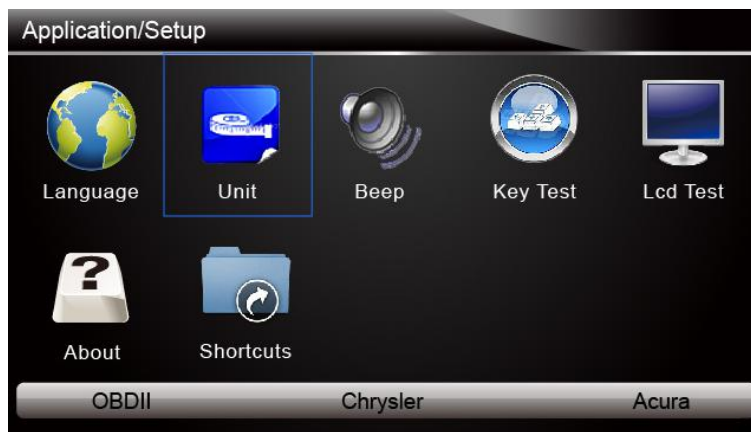 Application/Setup
Language Unit Beep Key Test Lcd Test
About Shortcuts
OBDII Chrysler Acura